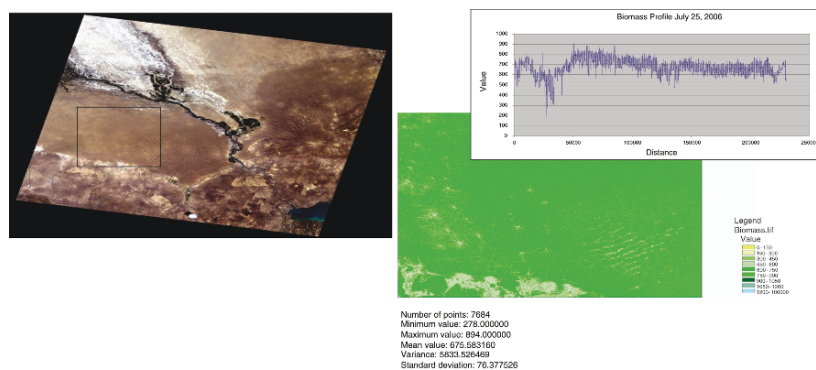 Biomass Profile July 25, 2006
1000
900
800
700
600
500
400
300
200
100
0
Value
0
50000
100000
150000
200000
25000
Distance
Legend
Biomass.tif
Value
Number of points: 7684
Minimum value: 278.000000
Maximum value: 894.000000
Mean value: 675.583160
Variance: 5833.526469
Standard deviation: 76.377526